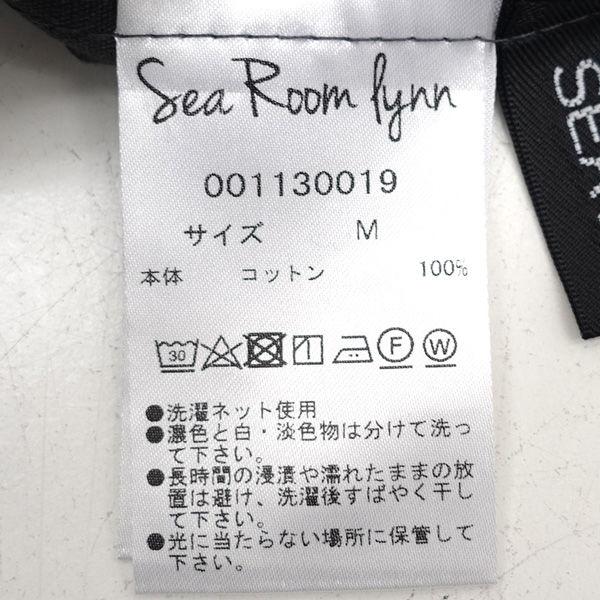 Sea Room lynn
001130019
サイズ M
本体 コットン 100%
30
F W
●洗濯ネット使用
●濃色と白・淡色物は分けて洗っ
て下さい。
●長時間の浸漬や濡れたままの放
置は避け、洗濯後すばやく干し
て下さい。
●光に当たらない場所に保管して
下さい。
SEA